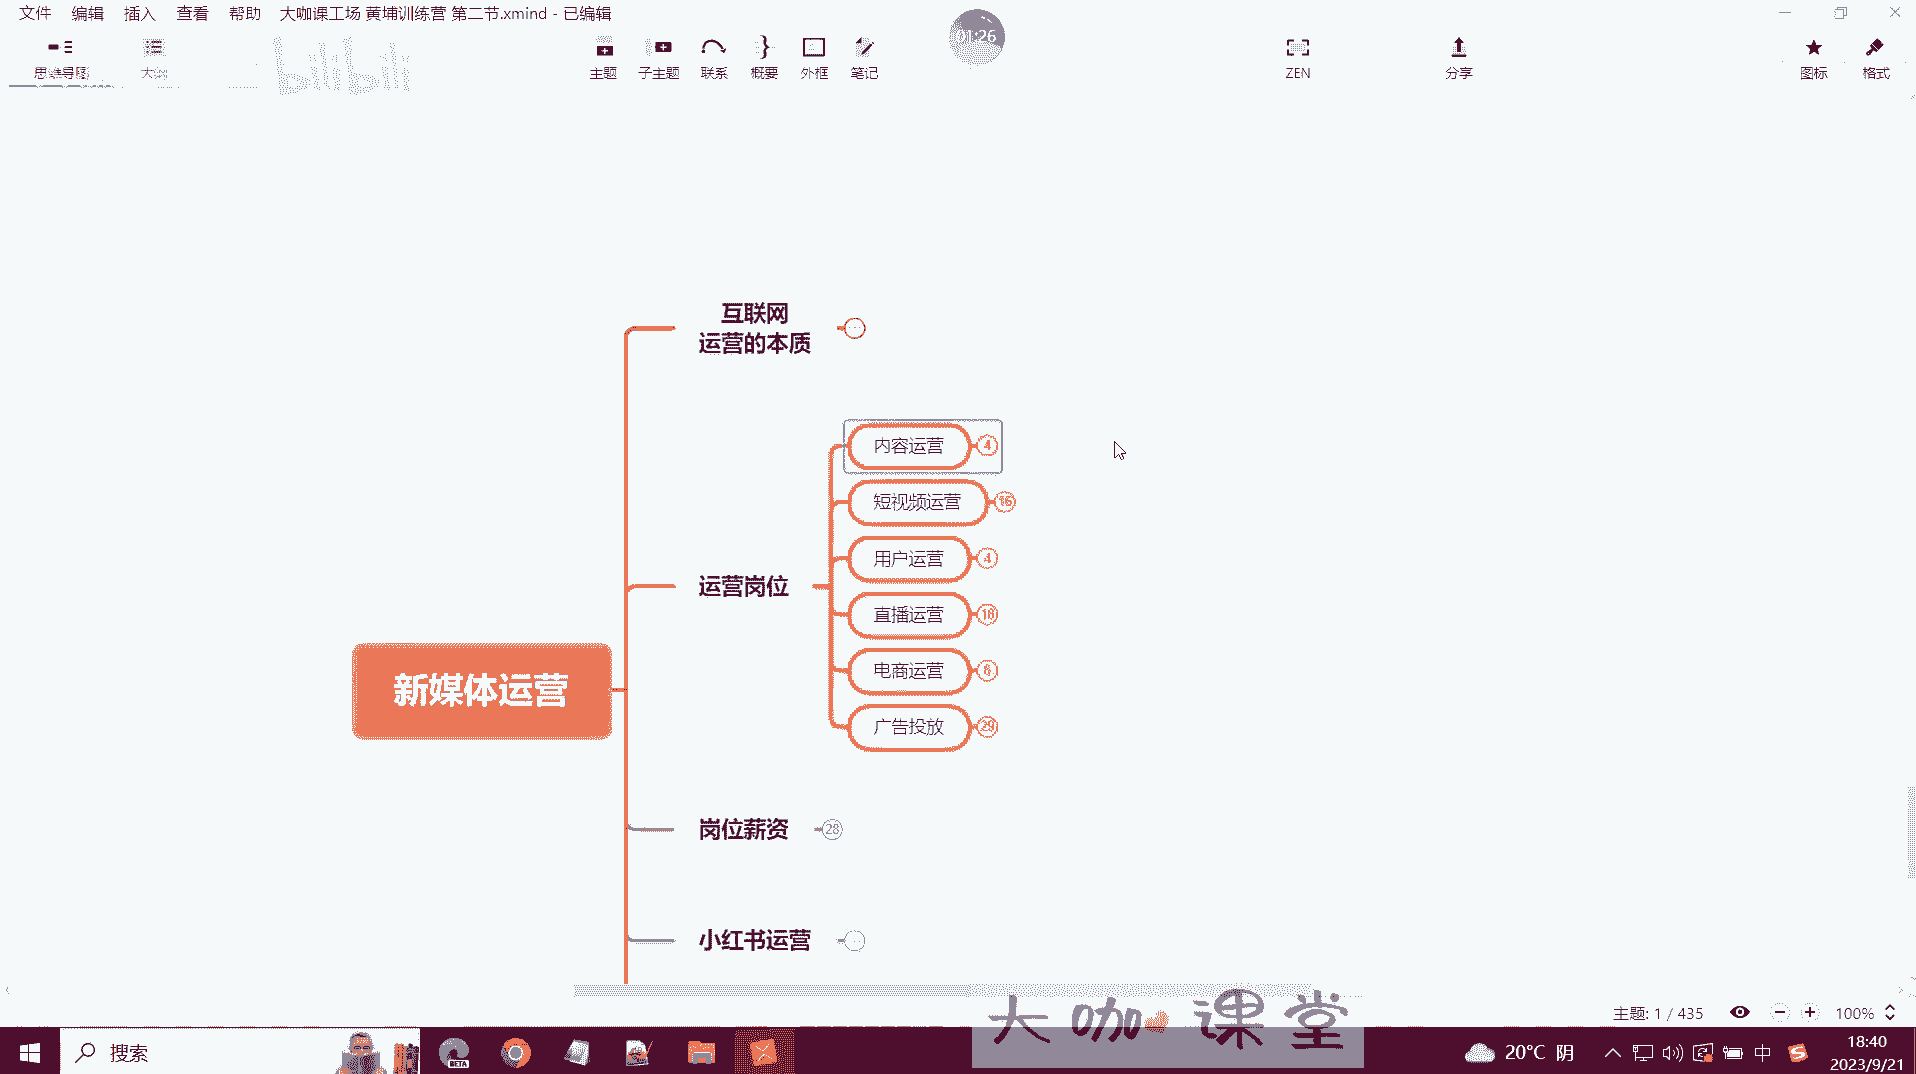 文件 编辑 插入 查看 帮助 大咖课工场 黄埔训练营 第二节.xmind - 已编辑
01:26
思维导图 大纲 主题 子主题 联系 概要 外框 笔记 ZEN 分享 图标 格式
bilibili
互联网
运营的本质
内容运营 4
短视频运营 16
用户运营 4
运营岗位
直播运营 18
电商运营 6
广告投放 29
新媒体运营
岗位薪资 28
小红书运营
大咖课堂
主题: 1 / 435 100%
搜索
BETA
20°C 阴 中 18:40
2023/9/21